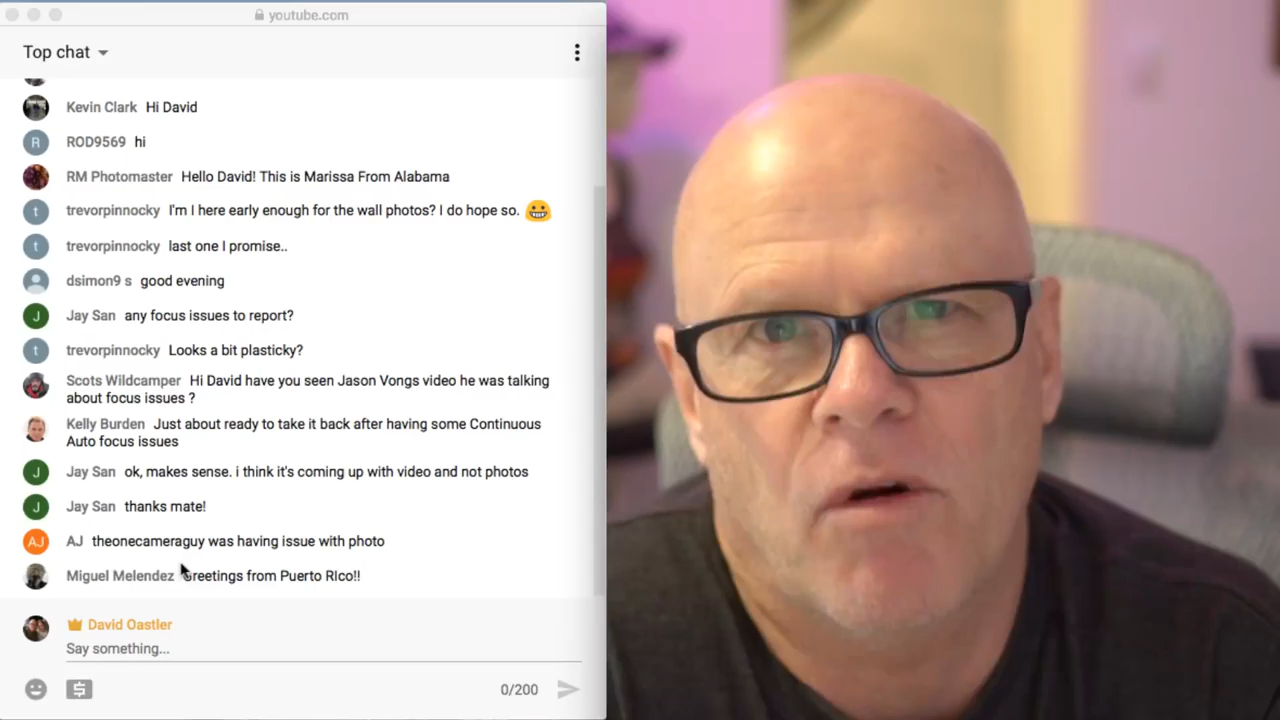 youtube.com
Top chat
Kevin Clark Hi David
R ROD9569 hi
RM Photomaster Hello David! This is Marissa From Alabama
t trevorpinnocky I'm I here early enough for the wall photos? I do hope so. 😀
t trevorpinnocky last one I promise..
dsimon9 s good evening
J Jay San any focus issues to report?
t trevorpinnocky Looks a bit plasticky?
Scots Wildcamper Hi David have you seen Jason Vongs video he was talking
about focus issues ?
Kelly Burden Just about ready to take it back after having some Continuous
Auto focus issues
J Jay San ok, makes sense. i think it's coming up with video and not photos
J Jay San thanks mate!
AJ AJ theonecameraguy was having issue with photo
Miguel Melendez Greetings from Puerto RIco!!
David Oastler
Say something...
$ 0/200